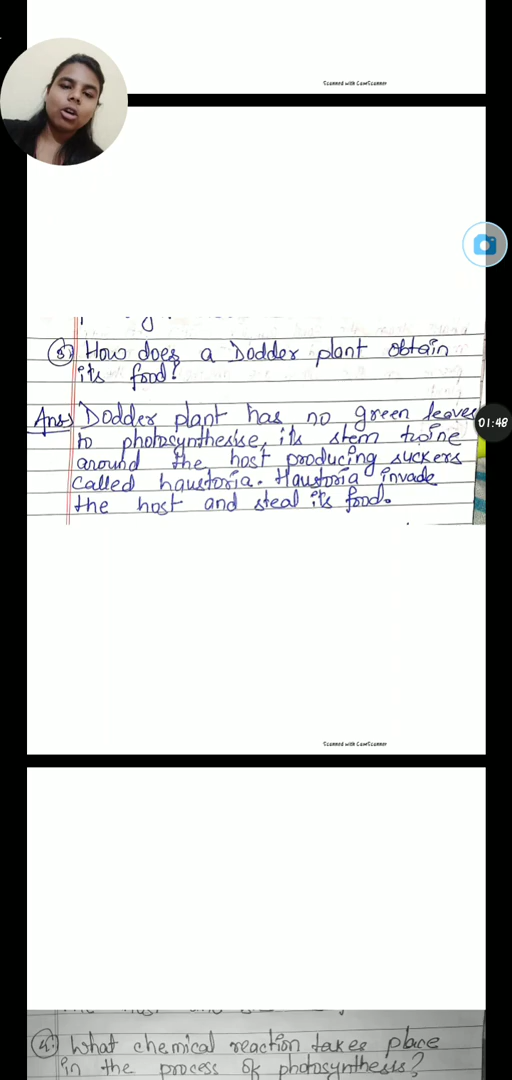 Scanned with CamScanner
(3) How does a Dodder plant obtain
its food?
Ans) Dodder plant has no green leaves
01:48
to photosynthesise, its stem twine
around the host producing suckers
called haustoria. Haustoria invade
the host and steal its food.
Scanned with CamScanner
(4) What chemical reaction takes place
in the process of photosynthesis?